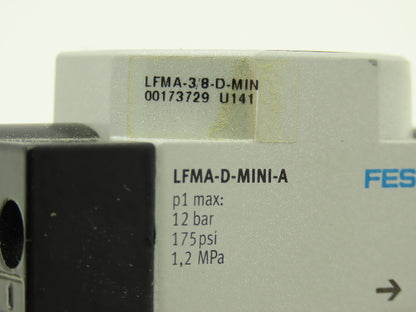 LFMA-3/8-D-MIN
00173729 U141
LFMA-D-MINI-A
FES
p1 max:
12 bar
175 psi
1,2 MPa